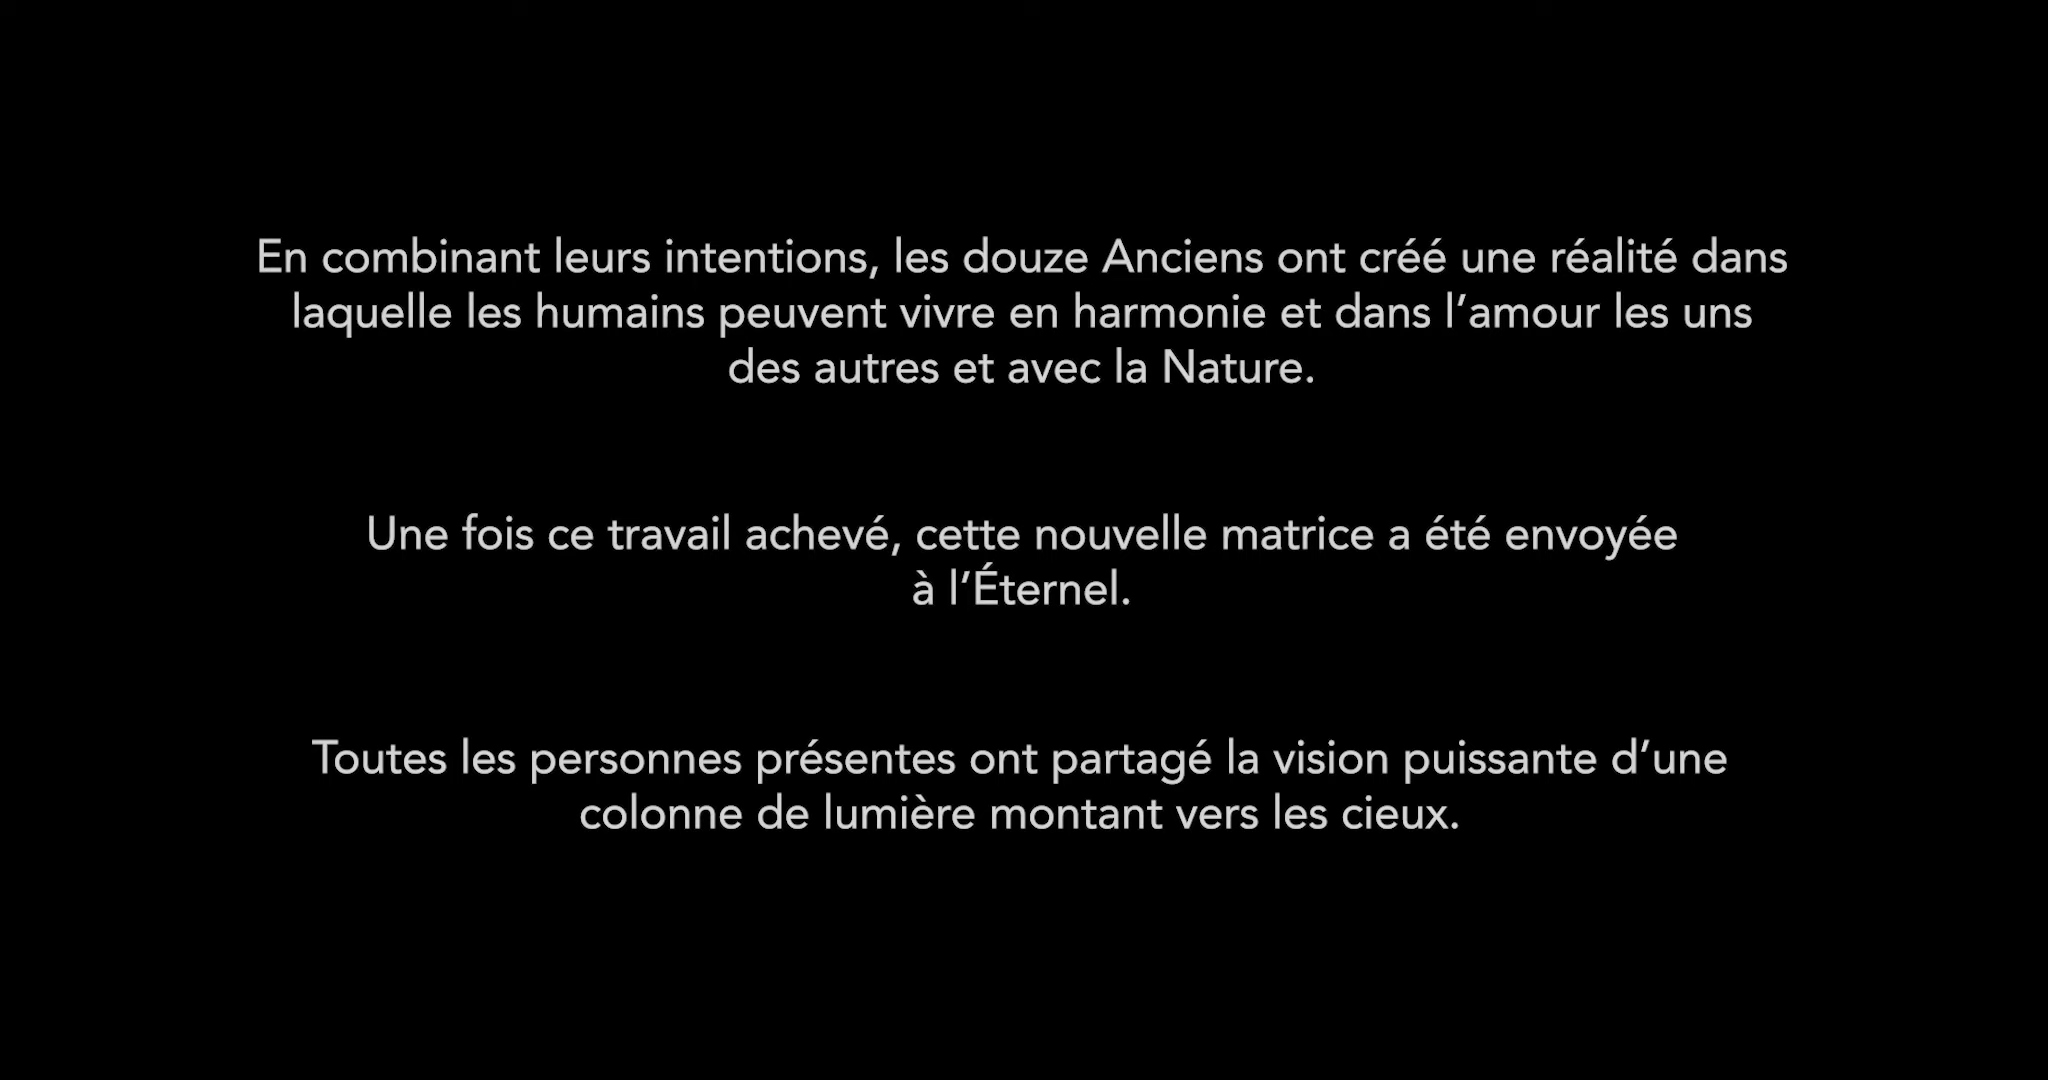 En combinant leurs intentions, les douze Anciens ont créé une réalité dans
laquelle les humains peuvent vivre en harmonie et dans l’amour les uns
des autres et avec la Nature.
Une fois ce travail achevé, cette nouvelle matrice a été envoyée
à l’Éternel.
Toutes les personnes présentes ont partagé la vision puissante d’une
colonne de lumière montant vers les cieux.